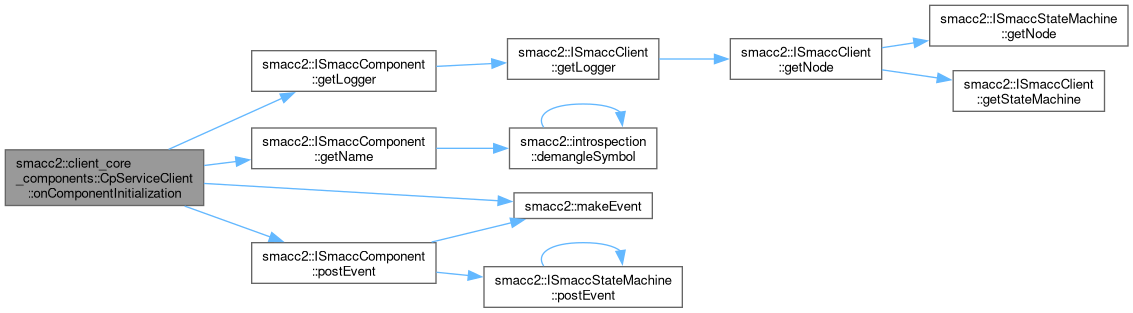 smacc2::client_core
_components::CpServiceClient
::onComponentInitialization
smacc2::ISmaccComponent
::getLogger
smacc2::ISmaccClient
::getLogger
smacc2::ISmaccClient
::getNode
smacc2::ISmaccStateMachine
::getNode
smacc2::ISmaccClient
::getStateMachine
smacc2::ISmaccComponent
::getName
smacc2::introspection
::demangleSymbol
smacc2::makeEvent
smacc2::ISmaccComponent
::postEvent
smacc2::ISmaccStateMachine
::postEvent